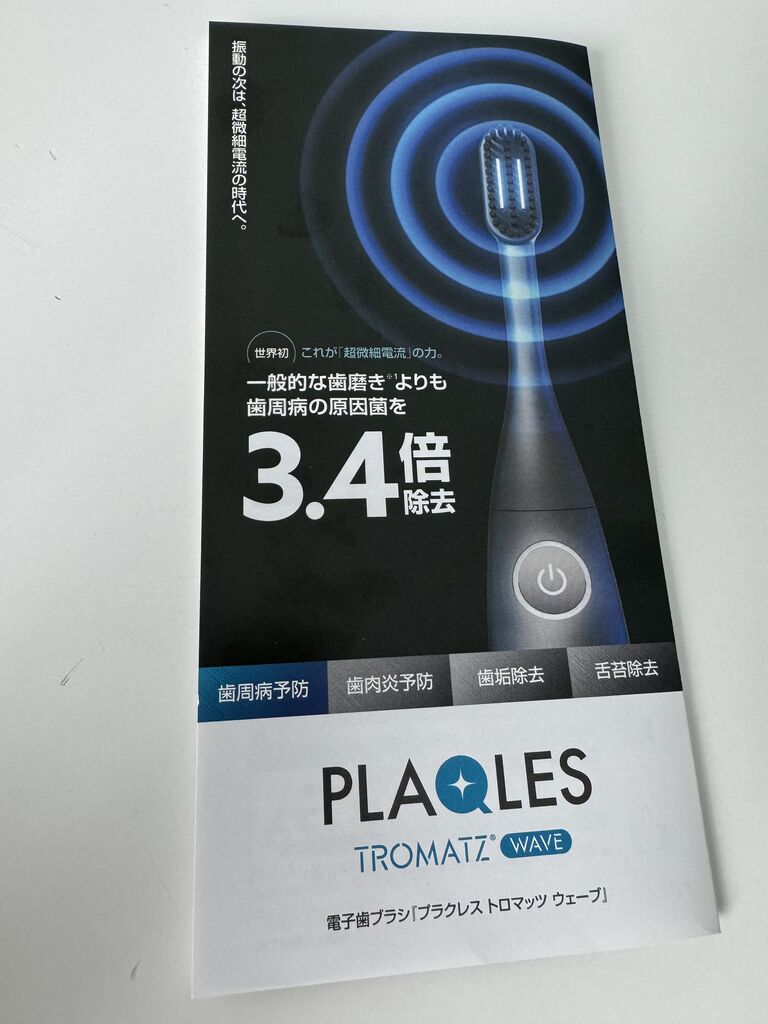 振動の次は、超微細電流の時代へ。
世界初 これが「超微細電流」の力。
一般的な歯磨き※1よりも
歯周病の原因菌を
3.4倍
除去
歯周病予防 歯肉炎予防 歯垢除去 舌苔除去
PLAQLES
TROMATZ® WAVE
電子歯ブラシ『プラクレス トロマッツ ウェーブ』